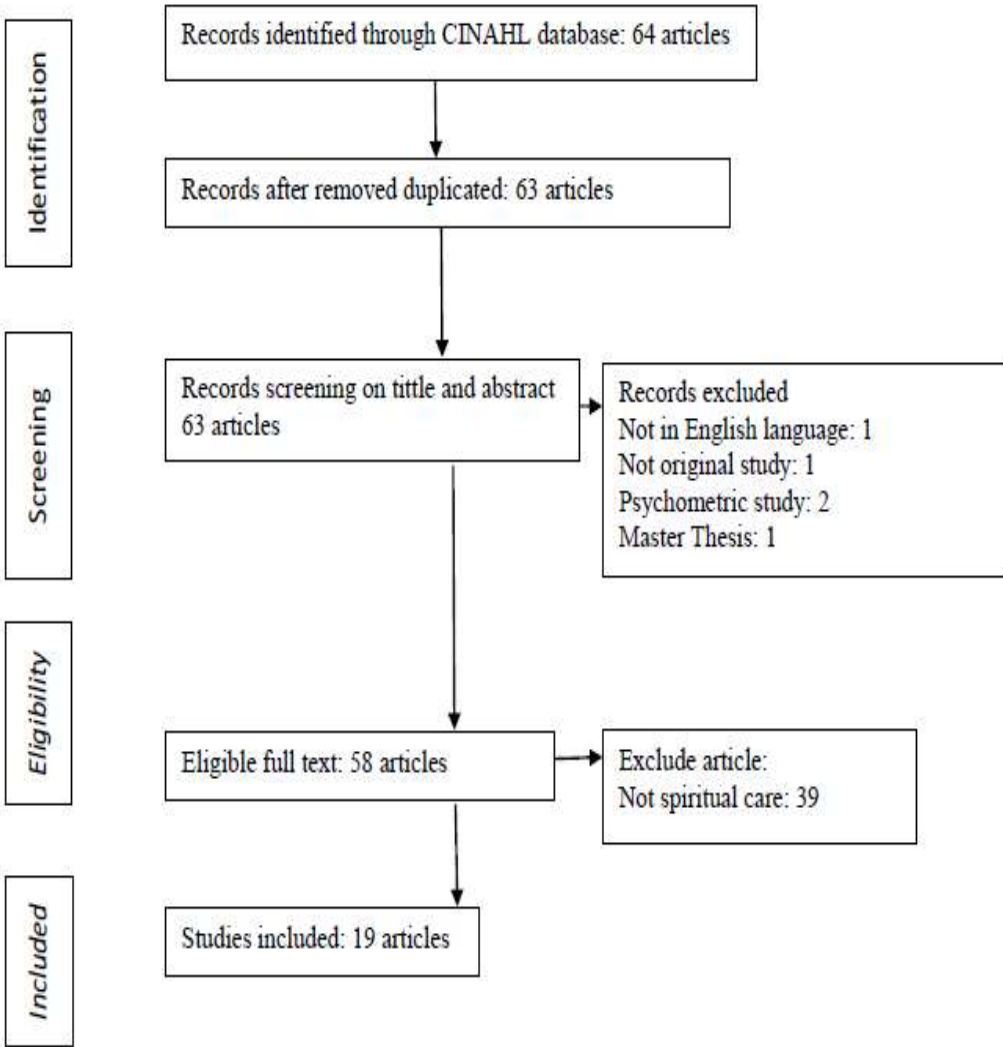 Identification
Records identified through CINAHL database: 64 articles
Records after removed duplicated: 63 articles
Screening
Records screening on tittle and abstract
63 articles
Records excluded
Not in English language: 1
Not original study: 1
Psychometric study: 2
Master Thesis: 1
Eligibility
Eligible full text: 58 articles
Exclude article:
Not spiritual care: 39
Included
Studies included: 19 articles